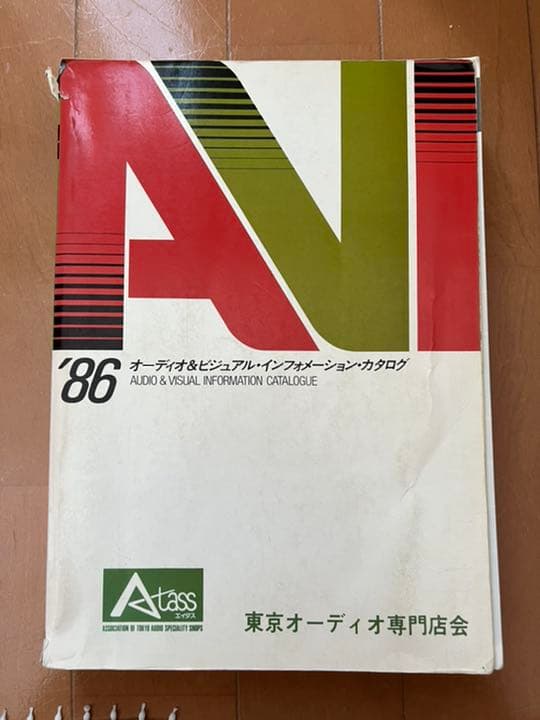 AVI
'86
オーディオ&ビジュアル・インフォメーション・カタログ
AUDIO & VISUAL INFORMATION CATALOGUE
Atass
エイタス
ASSOCIATION OF TOKYO AUDIO SPECIALITY SHOPS
東京オーディオ専門店会